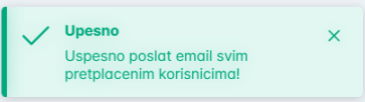 Upesno
Uspesno poslat email svim
pretplacenim korisnicima!